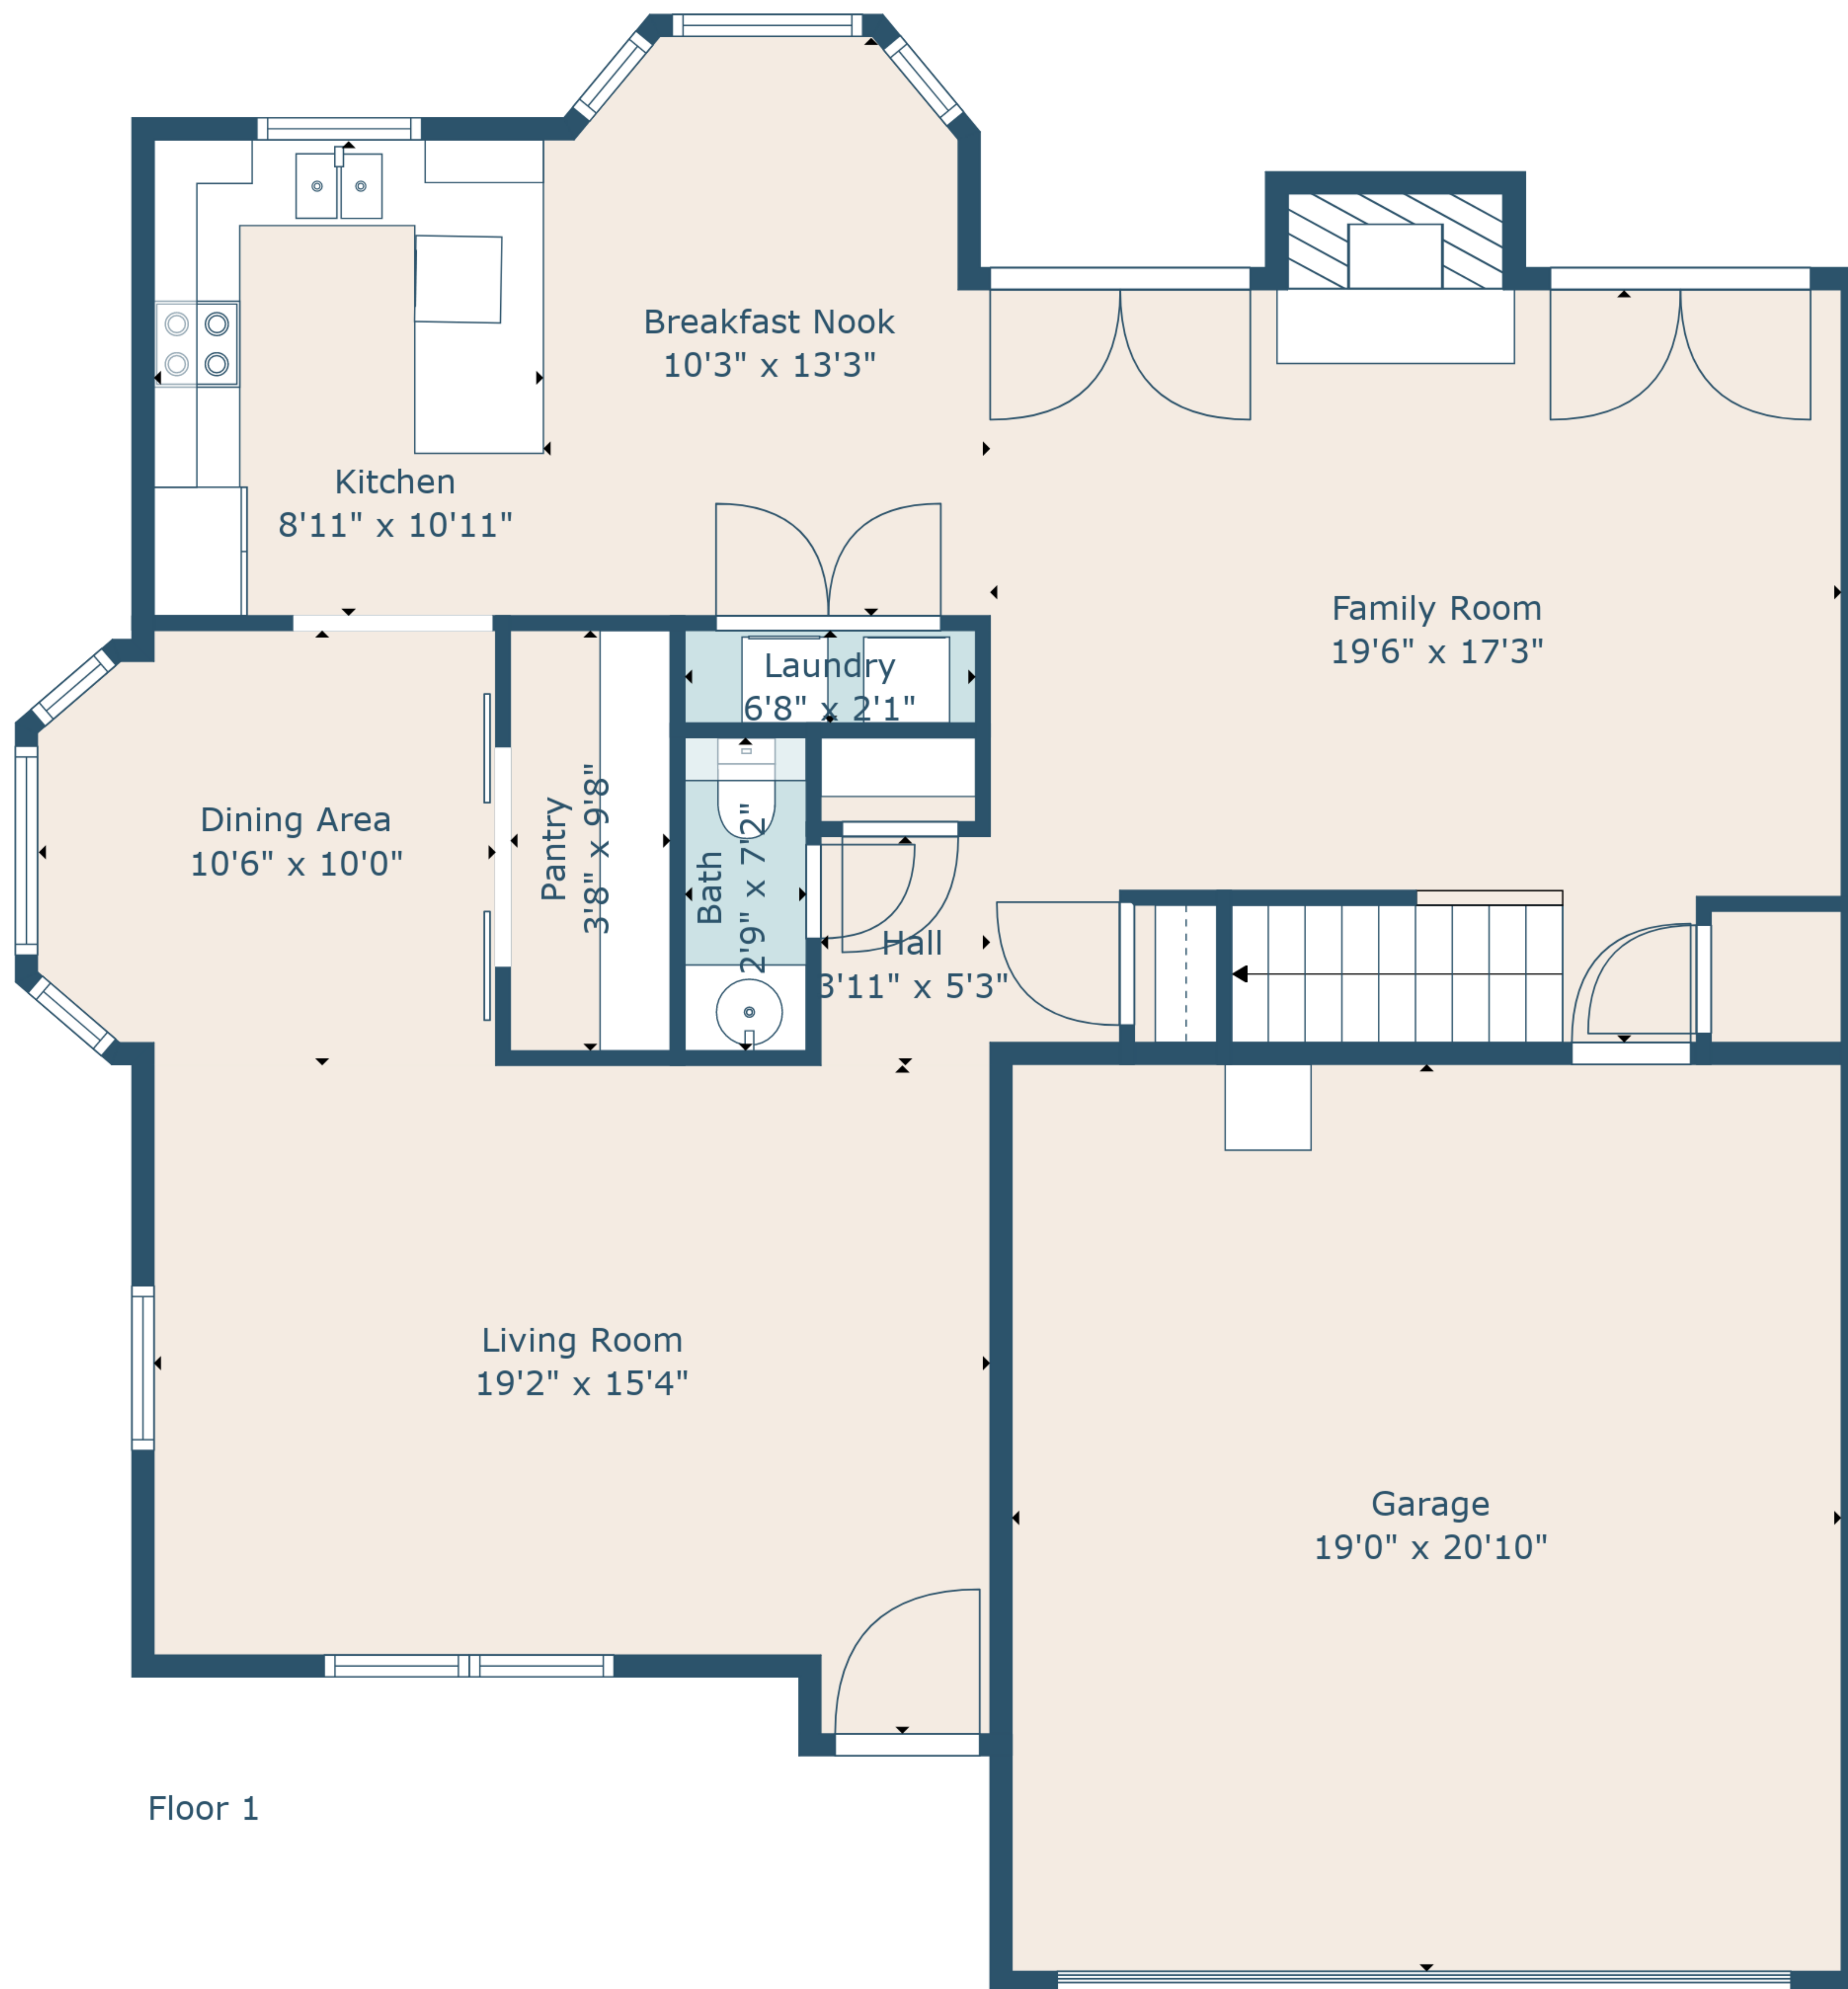 Breakfast Nook
10'3" x 13'3"
Kitchen
8'11" x 10'11"
Family Room
19'6" x 17'3"
Laundry
6'8" x 2'1"
Dining Area
10'6" x 10'0"
Pantry
3'8" x 9'8"
Bath
2'9" x 7'2"
Hall
3'11" x 5'3"
Living Room
19'2" x 15'4"
Garage
19'0" x 20'10"
Floor 1